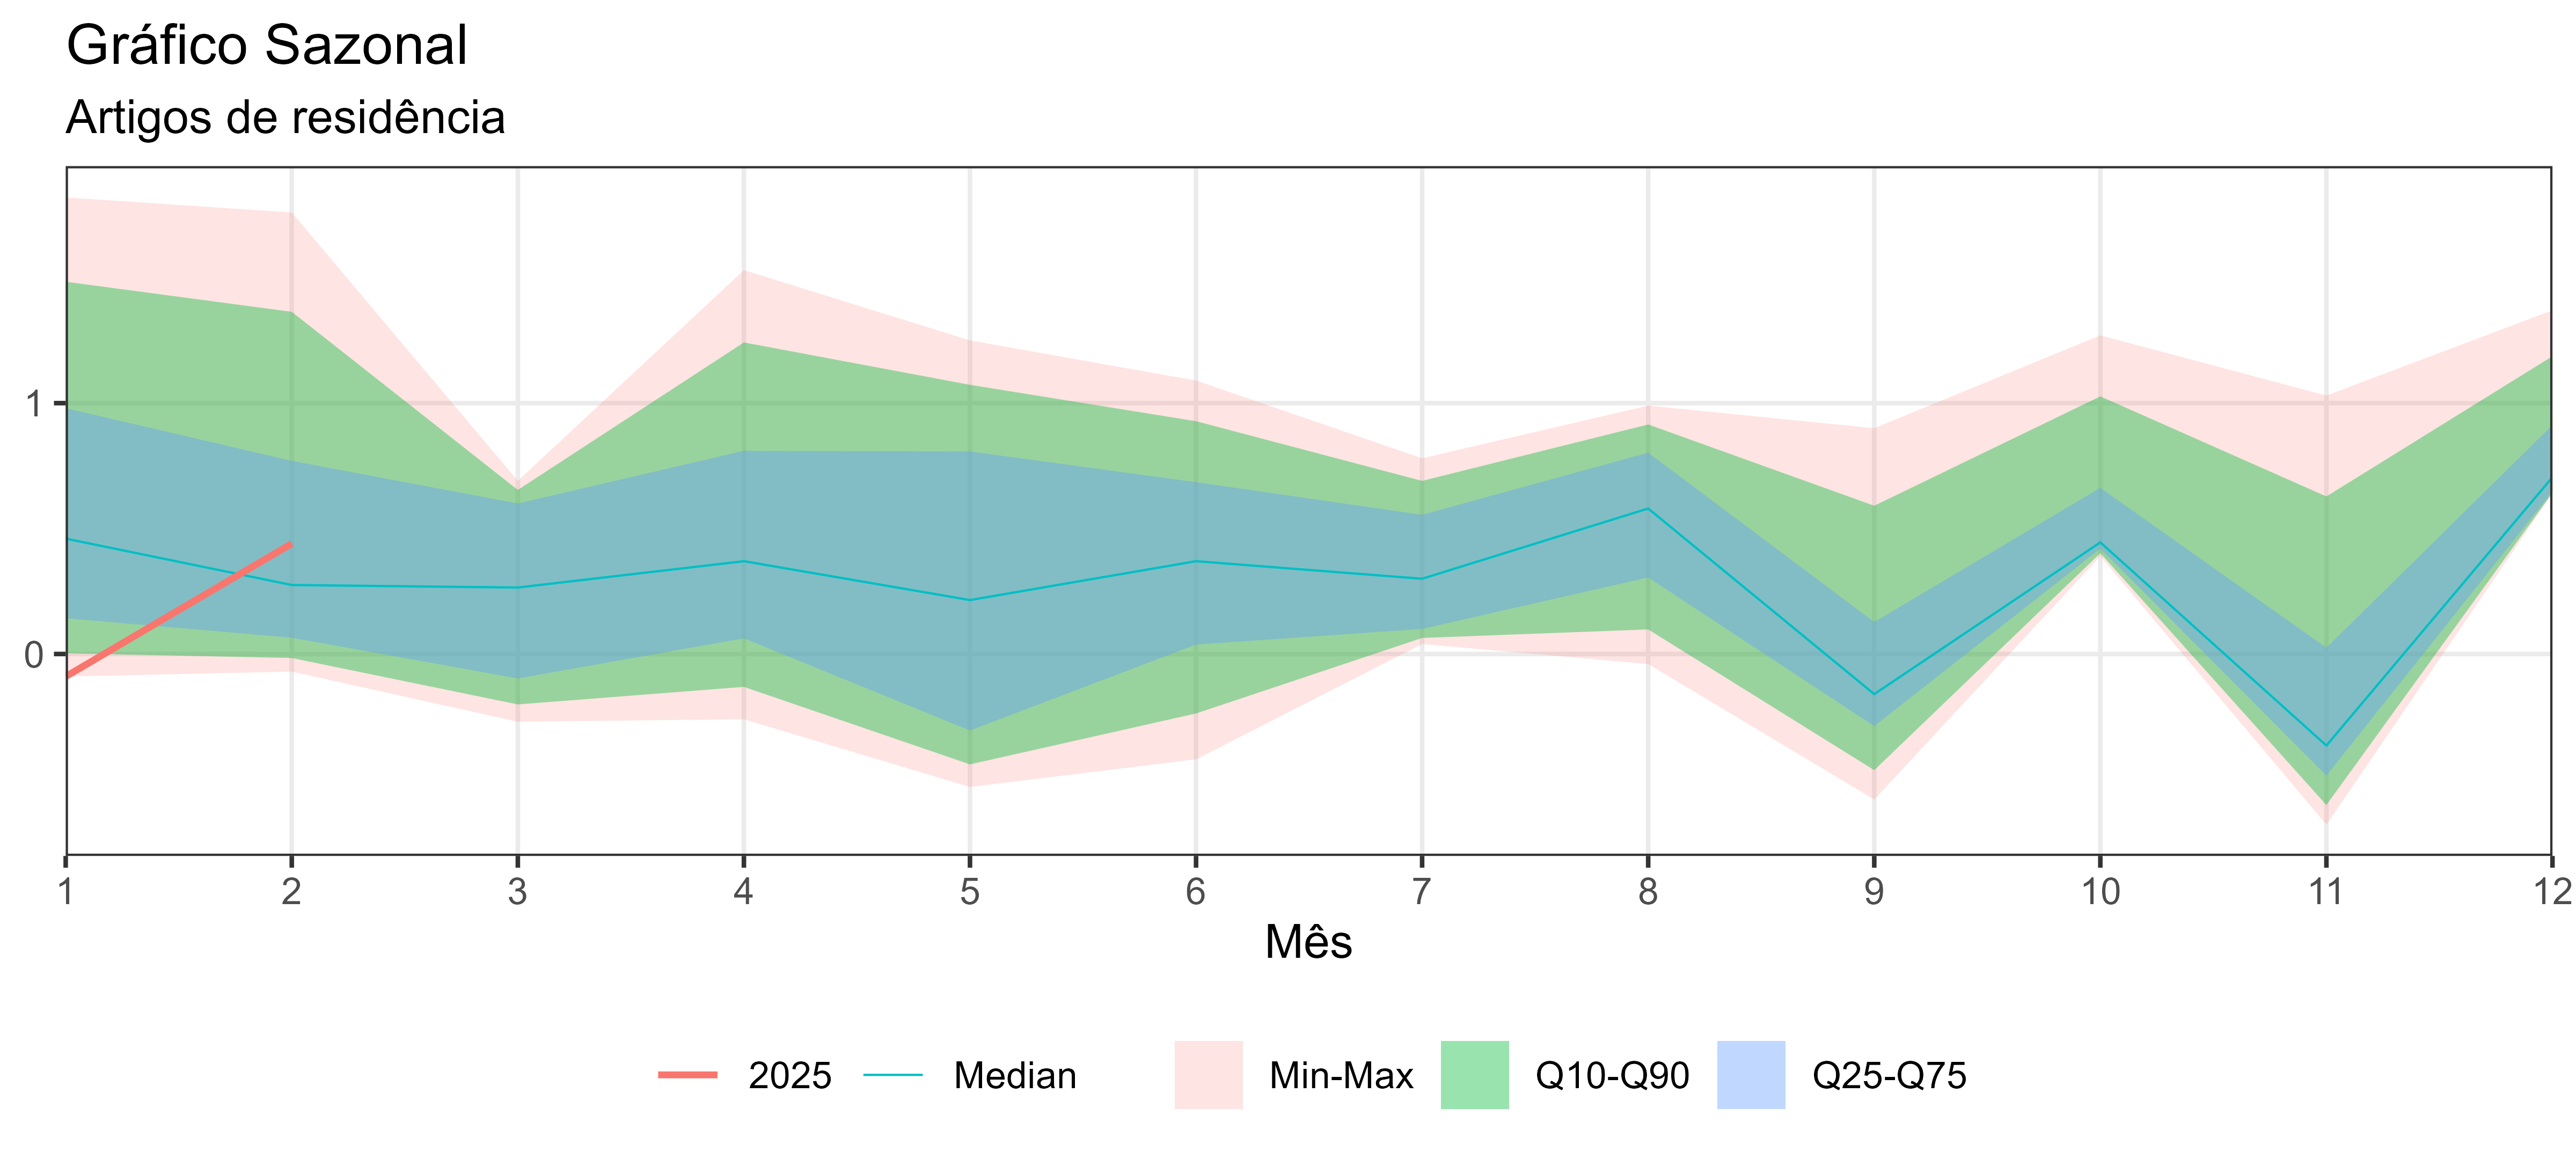 Gráfico Sazonal
Artigos de residência
1
0
1 2 3 4 5 6 7 8 9 10 11 12
Mês
2025 Median Min-Max Q10-Q90 Q25-Q75